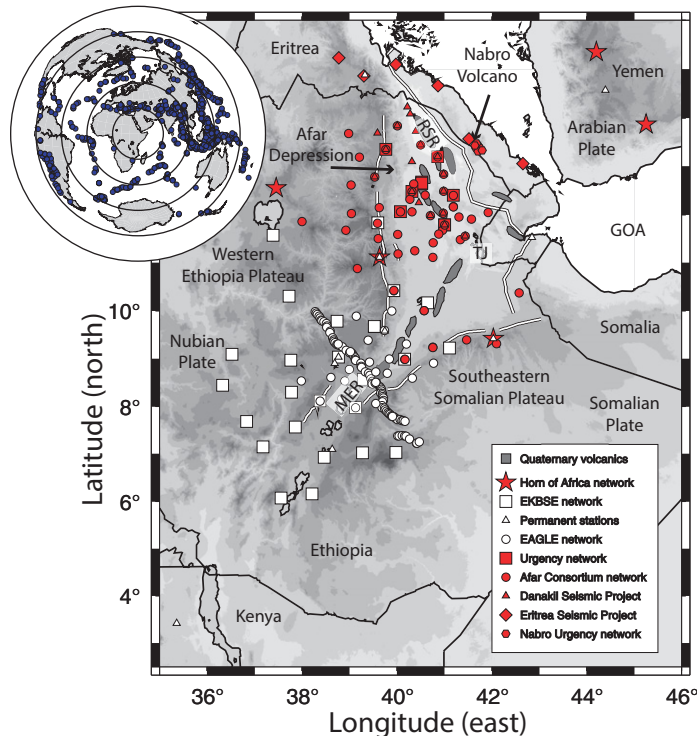 Eritrea
Nabro
Volcano
Yemen
RSR
Afar
Depression
Arabian
Plate
GOA
Western
Ethiopia Plateau
TJ
10°
Somalia
Nubian
Plate
Southeastern
Somalian Plateau
8°
MER
Somalian
Plate
Latitude (north)
Quaternary volcanics
Horn of Africa network
EKBSE network
Permanent stations
EAGLE network
Urgency network
Afar Consortium network
Danakil Seismic Project
Eritrea Seismic Project
Nabro Urgency network
6°
Ethiopia
4°
Kenya
36° 38° 40° 42° 44° 46°
Longitude (east)